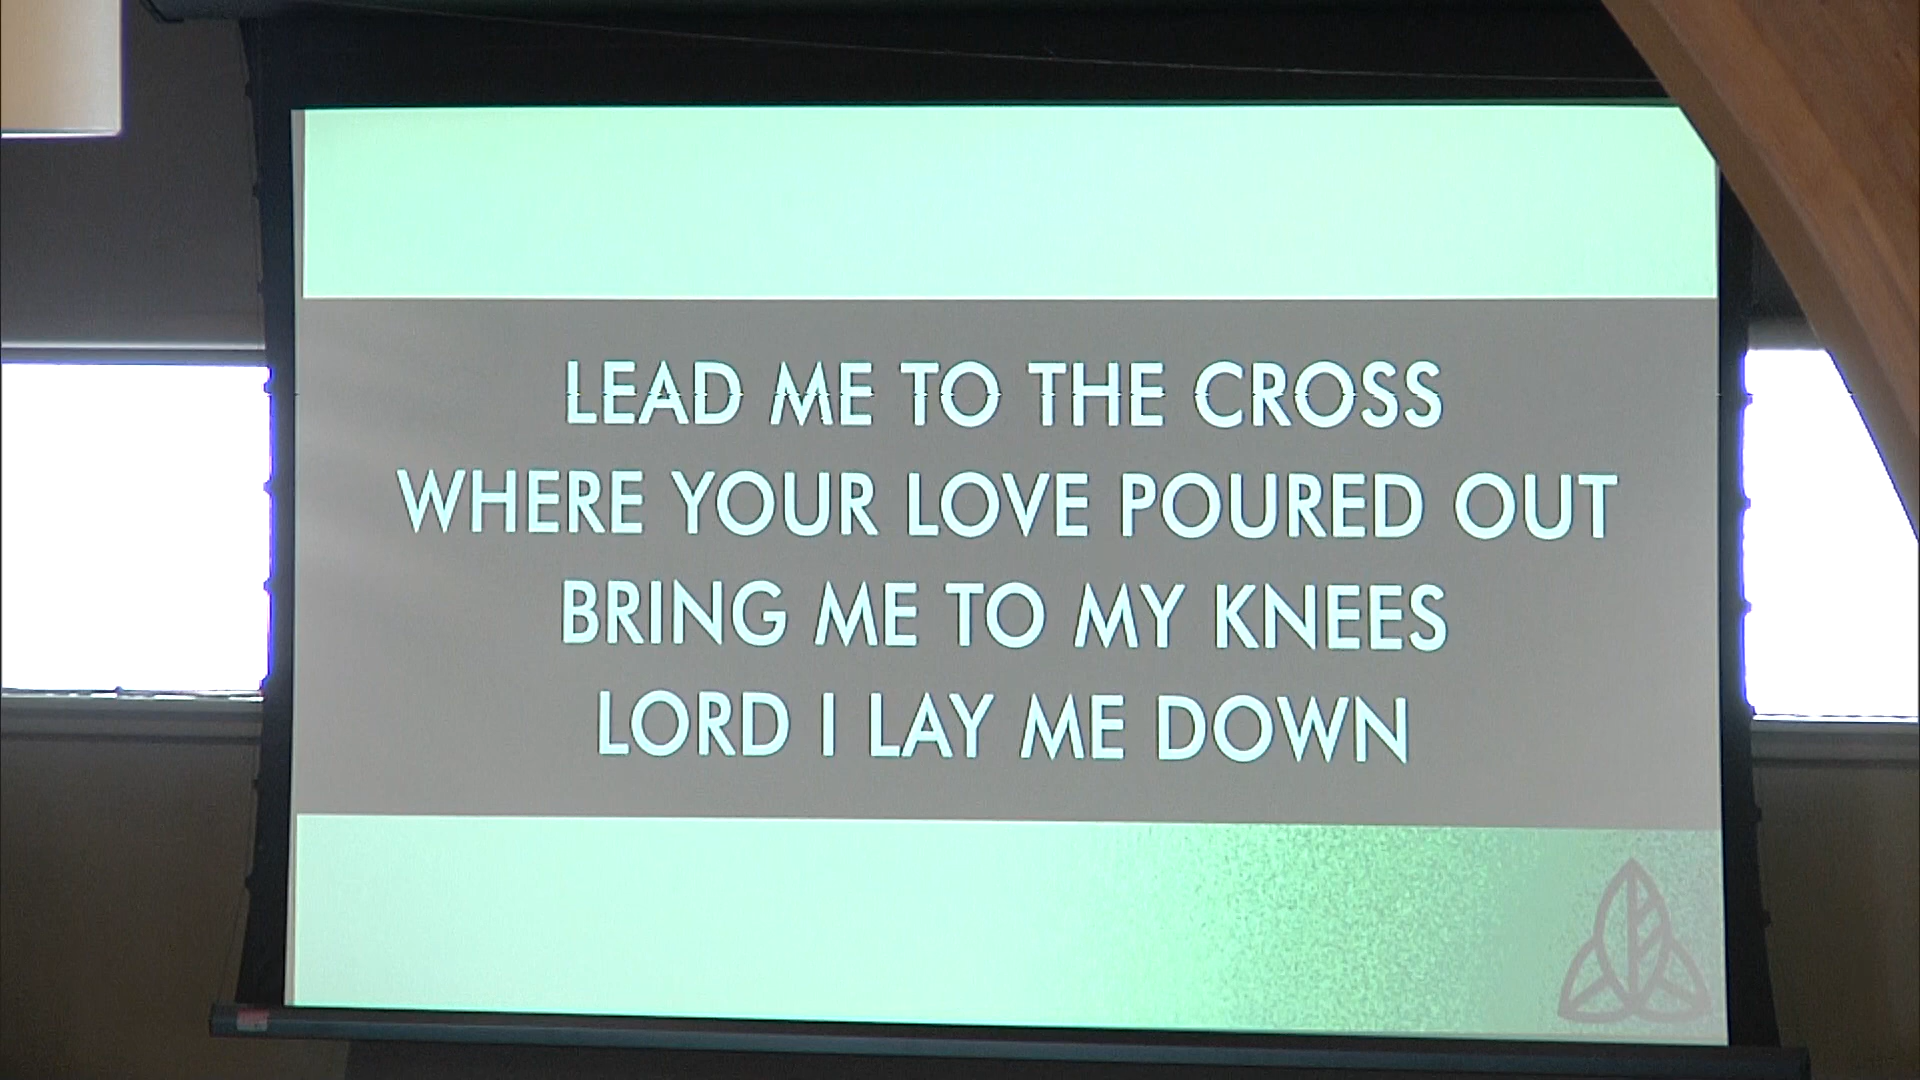 LEAD ME TO THE CROSS
WHERE YOUR LOVE POURED OUT
BRING ME TO MY KNEES
LORD I LAY ME DOWN